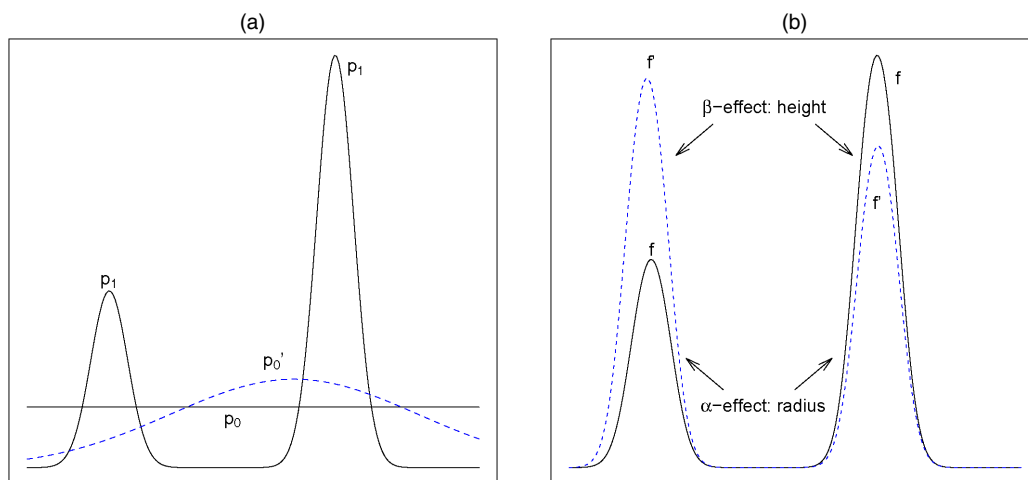 (a)
p1
p1
p0'
p0
(b)
f'
f
β−effect: height
f'
f
α−effect: radius